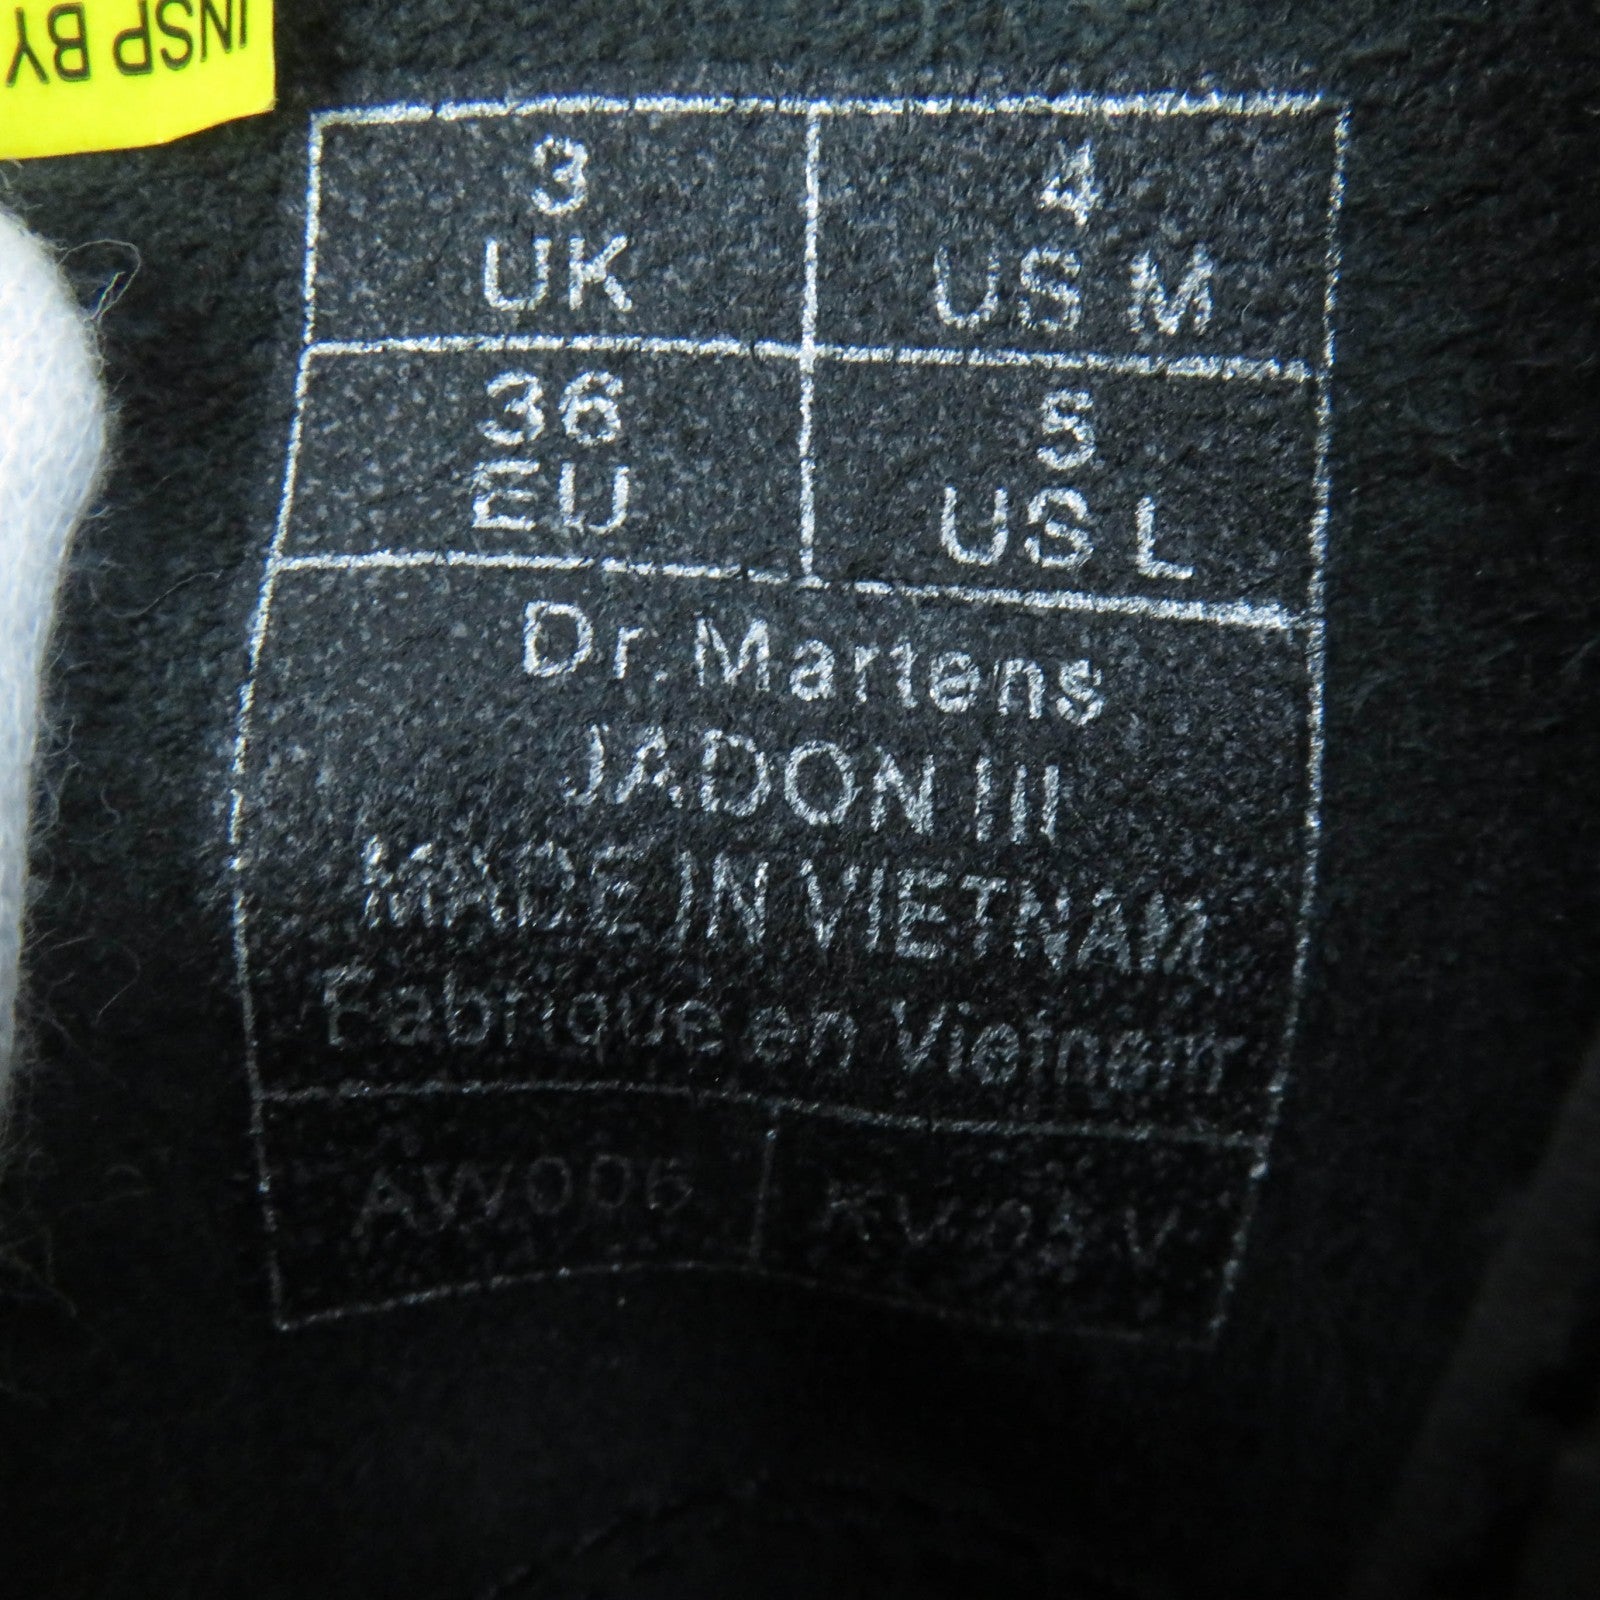 INSP BY
3
UK
4
US M
36
EU
5
US L
Dr. Martens
JADON III
MADE IN VIETNAM
Fabrique en Vietnam
AW006